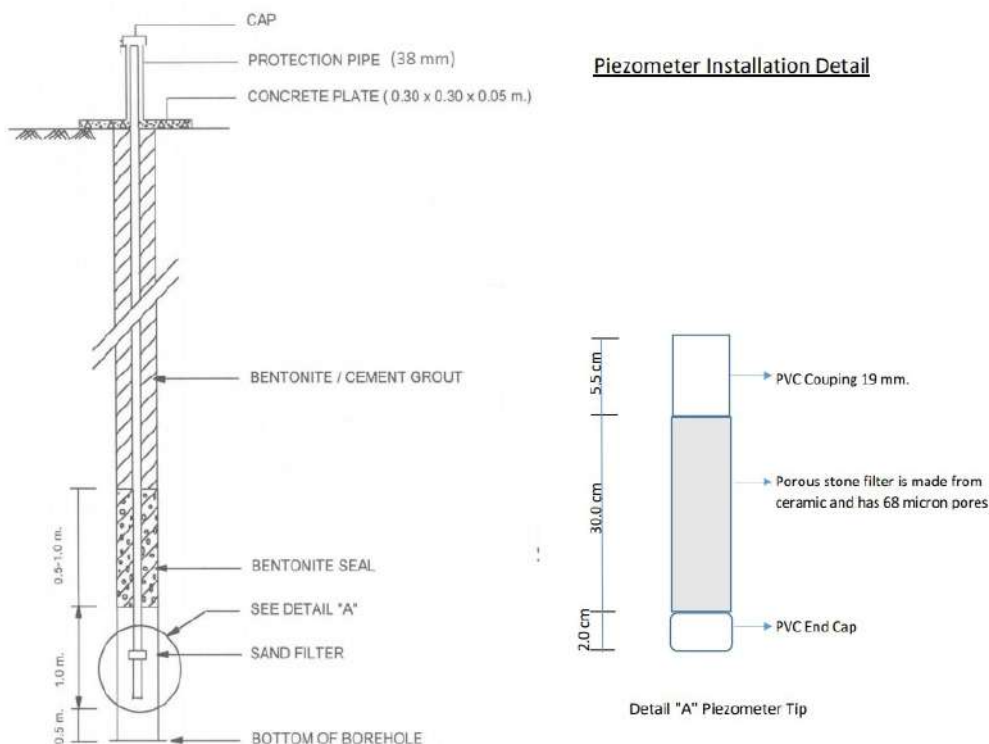 CAP
PROTECTION PIPE (38 mm)
CONCRETE PLATE ( 0.30 x 0.30 x 0.05 m.)
Piezometer Installation Detail
BENTONITE / CEMENT GROUT
0.5-1.0 m.
BENTONITE SEAL
SEE DETAIL "A"
SAND FILTER
1.0 m.
0.5 m.
BOTTOM OF BOREHOLE
5.5 cm
PVC Couping 19 mm.
30.0 cm
Porous stone filter is made from
ceramic and has 68 micron pores
2.0 cm
PVC End Cap
Detail "A" Piezometer Tip